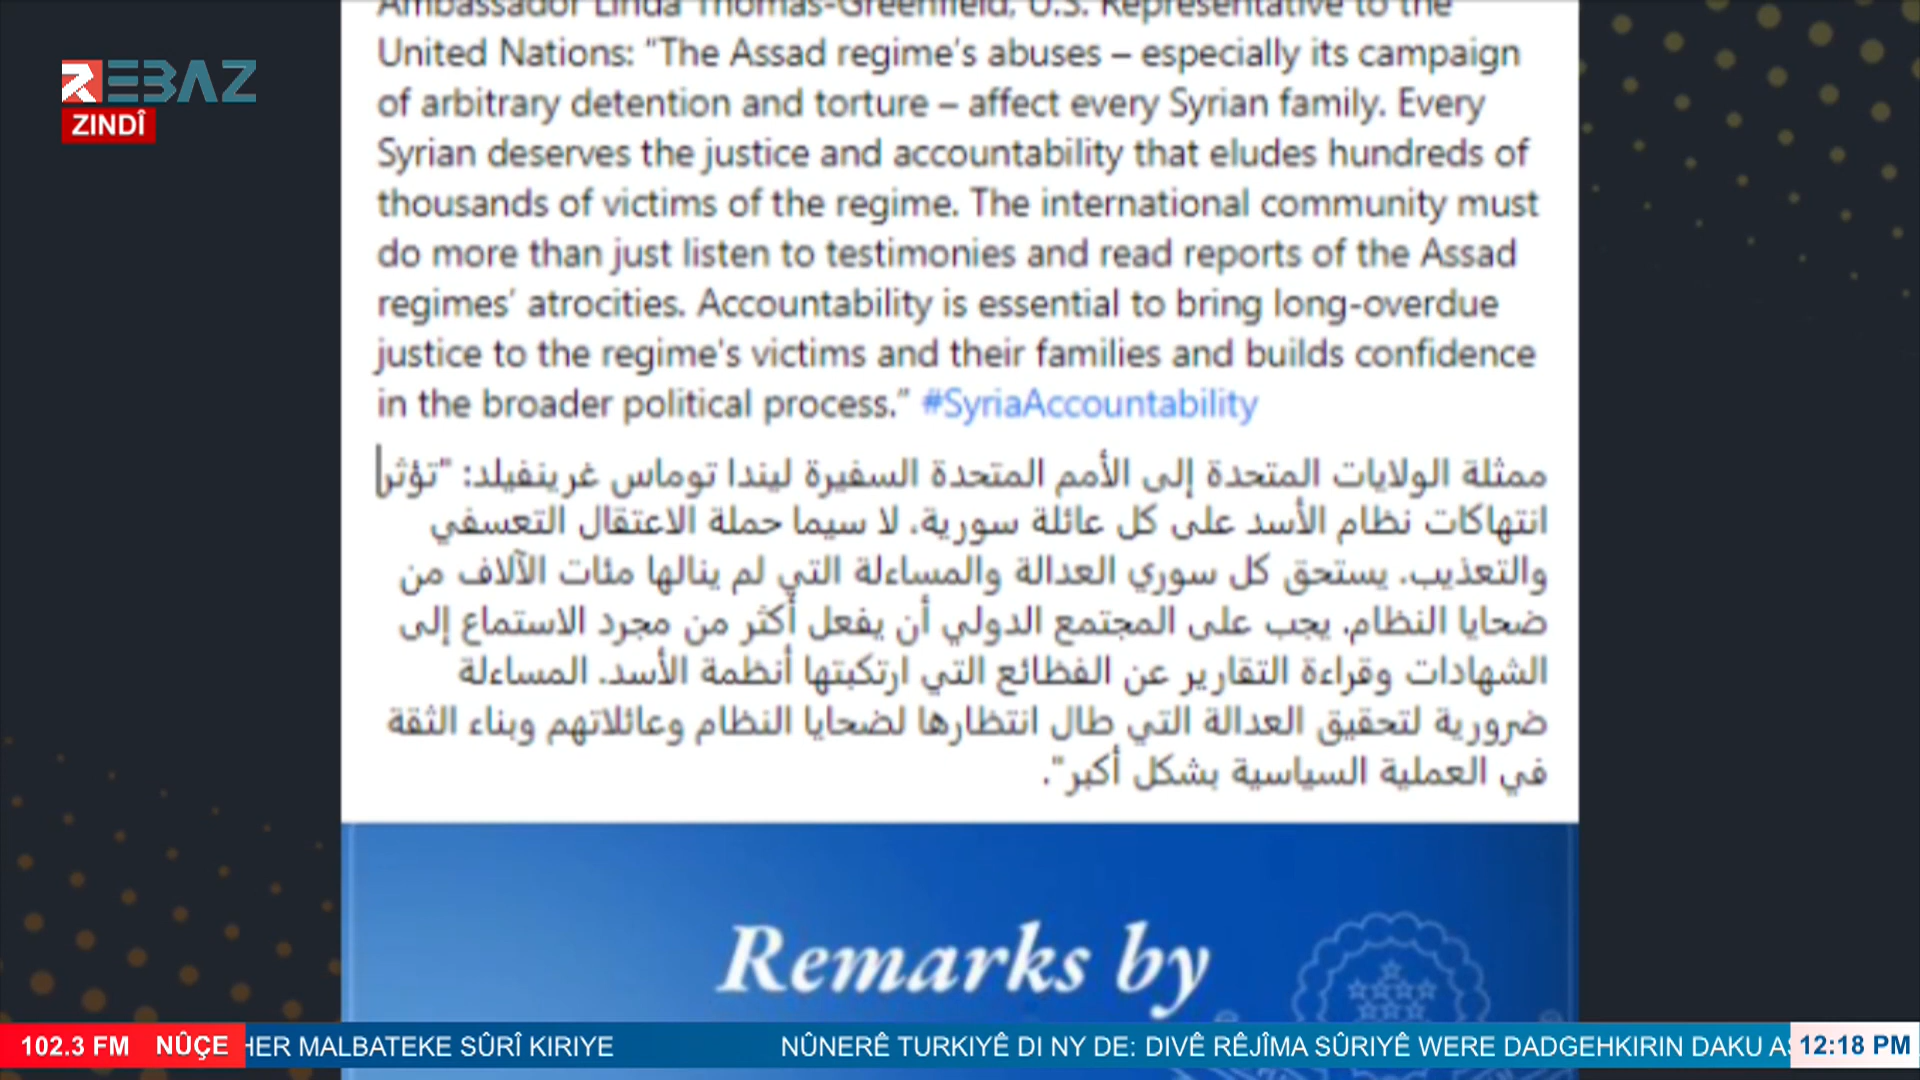 REBAZ
ZINDÎ
Ambassador Linda Thomas-Greenfield, U.S. Representative to the
United Nations: “The Assad regime’s abuses – especially its campaign
of arbitrary detention and torture – affect every Syrian family. Every
Syrian deserves the justice and accountability that eludes hundreds of
thousands of victims of the regime. The international community must
do more than just listen to testimonies and read reports of the Assad
regimes’ atrocities. Accountability is essential to bring long-overdue
justice to the regime's victims and their families and builds confidence
in the broader political process.” #SyriaAccountability
ممثلة الولايات المتحدة إلى الأمم المتحدة السفيرة ليندا توماس غرينفيلد: "تؤثر
انتهاكات نظام الأسد على كل عائلة سورية، لا سيما حملة الاعتقال التعسفي
والتعذيب. يستحق كل سوري العدالة والمساءلة التي لم ينالها مئات الآلاف من
ضحايا النظام. يجب على المجتمع الدولي أن يفعل أكثر من مجرد الاستماع إلى
الشهادات وقراءة التقارير عن الفظائع التي ارتكبتها أنظمة الأسد. المساءلة
ضرورية لتحقيق العدالة التي طال انتظارها لضحايا النظام وعائلاتهم وبناء الثقة
في العملية السياسية بشكل أكبر".
Remarks by
102.3 FM NÛÇE HER MALBATEKE SÛRÎ KIRIYE NÛNERÊ TURKIYÊ DI NY DE: DIVÊ RÊJÎMA SÛRIYÊ WERE DADGEHKIRIN DAKU 12:18 PM